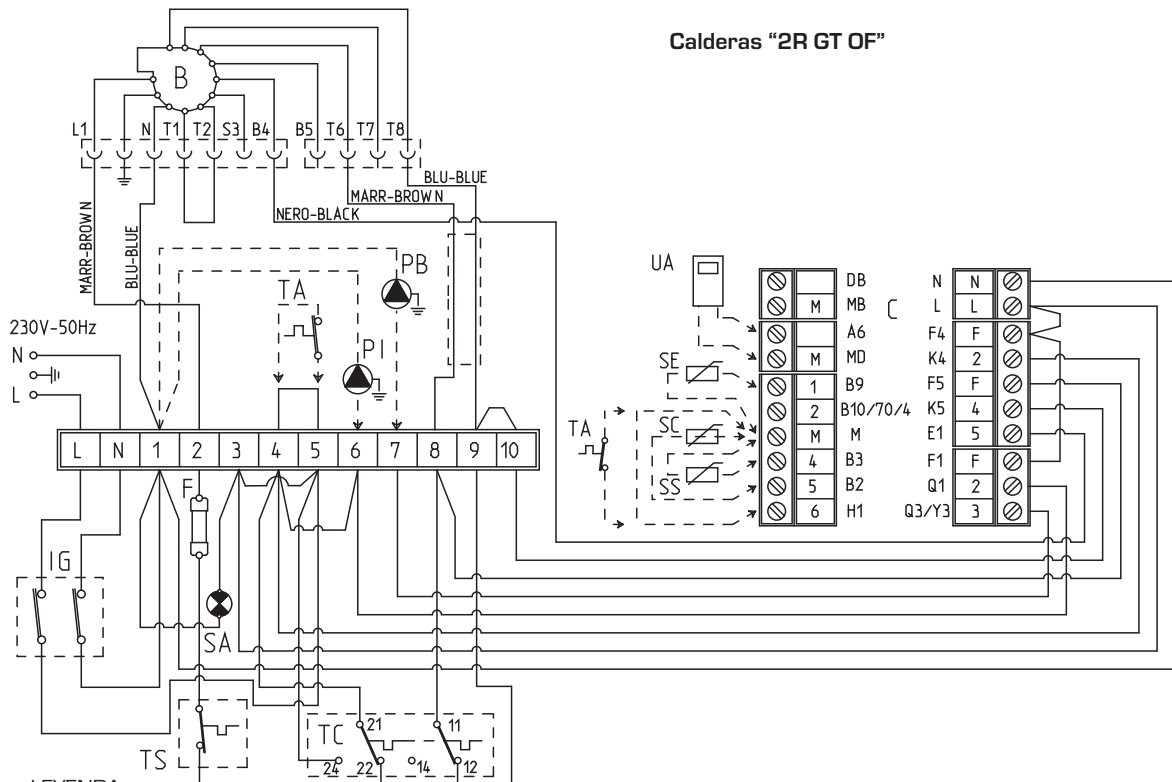 Calderas “2R GT OF”
B
L1 N T1 T2 S3 B4 B5 T6 T7 T8
BLU-BLUE
MARR-BROWN
NERO-BLACK
MARR-BROWN
BLU-BLUE
PB
TA
PI
230V-50Hz
N
L
L N 1 2 3 4 5 6 7 8 9 10
F
IG
SA
TS
TC
21
11
24
22
14
12
UA
SE
SC
SS
TA
C
DB
M MB
A6
M MD
1 B9
2 B10/70/4
M M
4 B3
5 B2
6 H1
N N
L L
F4 F
K4 2
F5 F
K5 4
E1 5
F1 F
Q1 2
Q3/Y3 3
LEYENDA